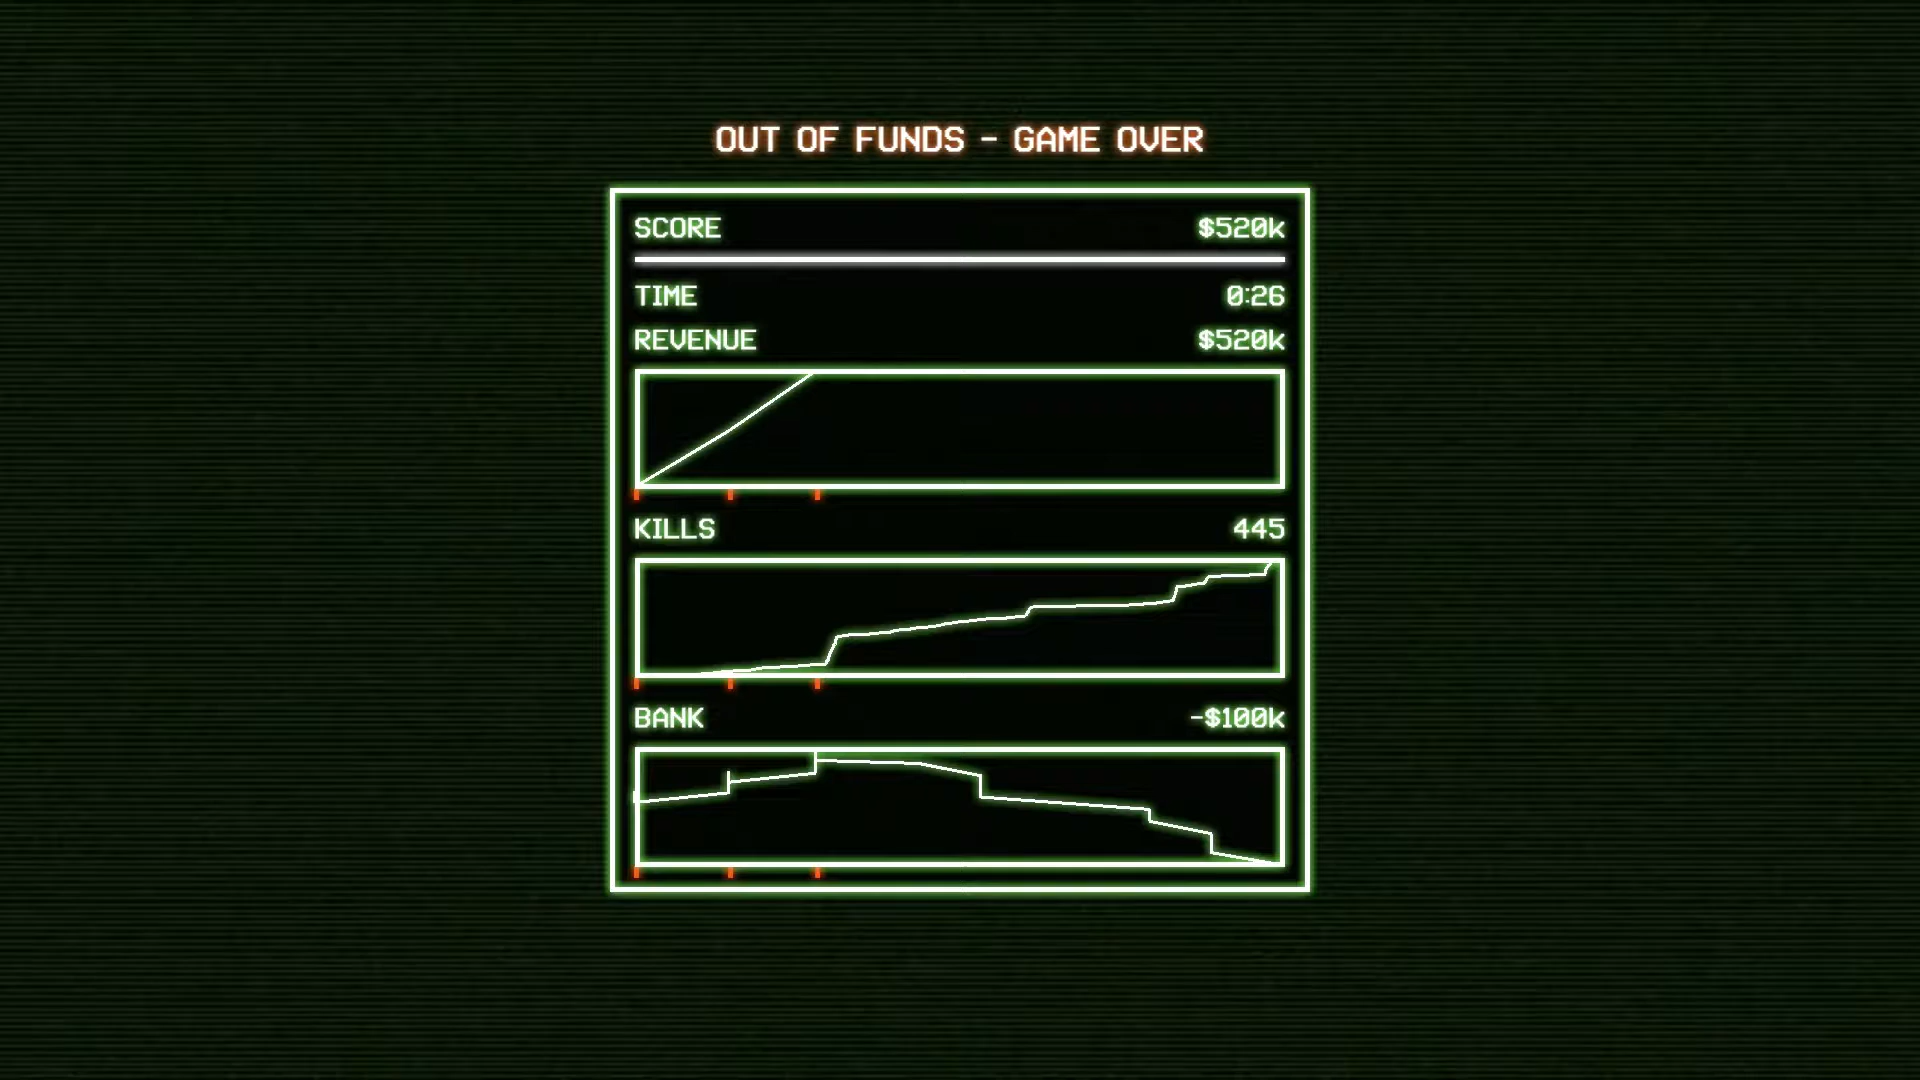 OUT OF FUNDS - GAME OVER
SCORE $520k
TIME 0:26
REVENUE $520k
KILLS 445
BANK -$100k